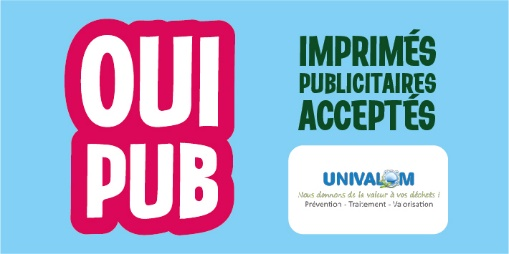 OUI
PUB
IMPRIMÉS
PUBLICITAIRES
ACCEPTÉS
UNIVALOM
Nous donnons de la valeur à vos déchets !
Prévention - Traitement - Valorisation